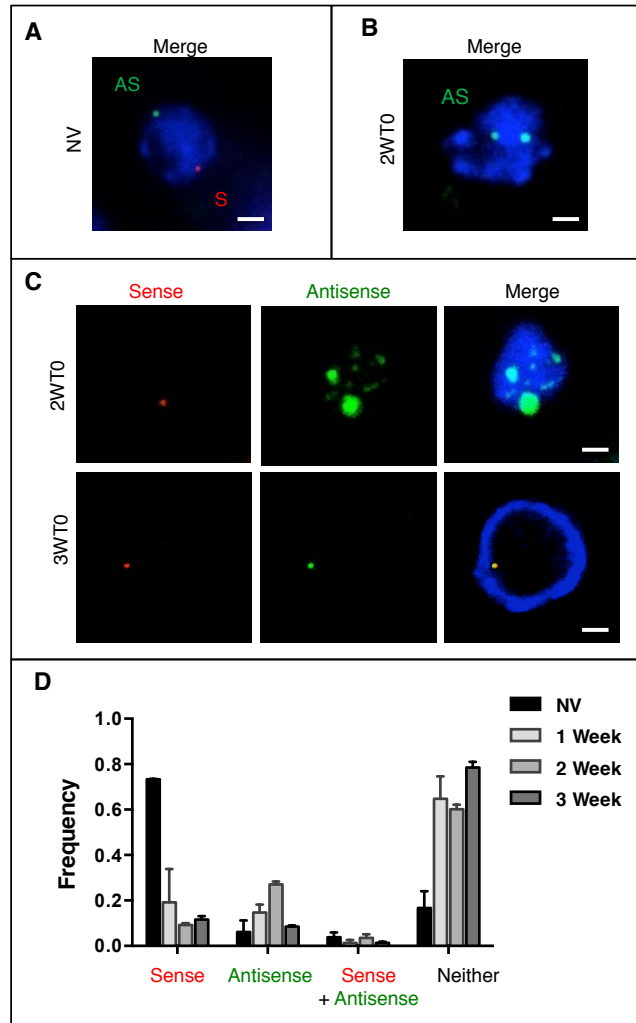 A
Merge
NV
AS
S
B
Merge
2WT0
AS
C
Sense
Antisense
Merge
2WT0
3WT0
D
Frequency
1.0
0.8
0.6
0.4
0.2
0.0
Sense
Antisense
Sense
+ Antisense
Neither
NV
1 Week
2 Week
3 Week